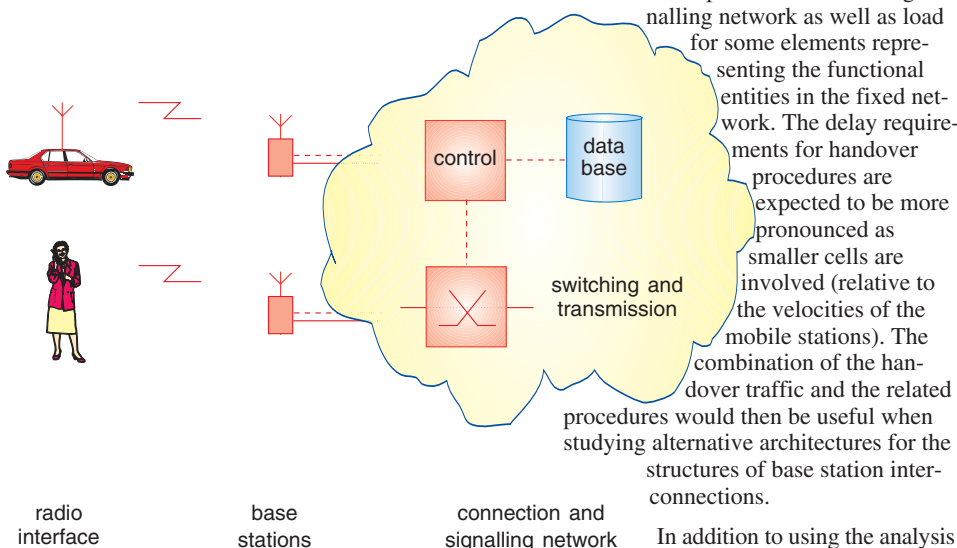 nalling network as well as load
for some elements repre-
senting the functional
entities in the fixed net-
work. The delay require-
ments for handover
procedures are
expected to be more
pronounced as
smaller cells are
involved (relative to
the velocities of the
mobile stations). The
combination of the han-
dover traffic and the related
procedures would then be useful when
studying alternative architectures for the
structures of base station inter-
connections.
In addition to using the analysis
control
data
base
switching and
transmission
radio
interface
base
stations
connection and
signalling network